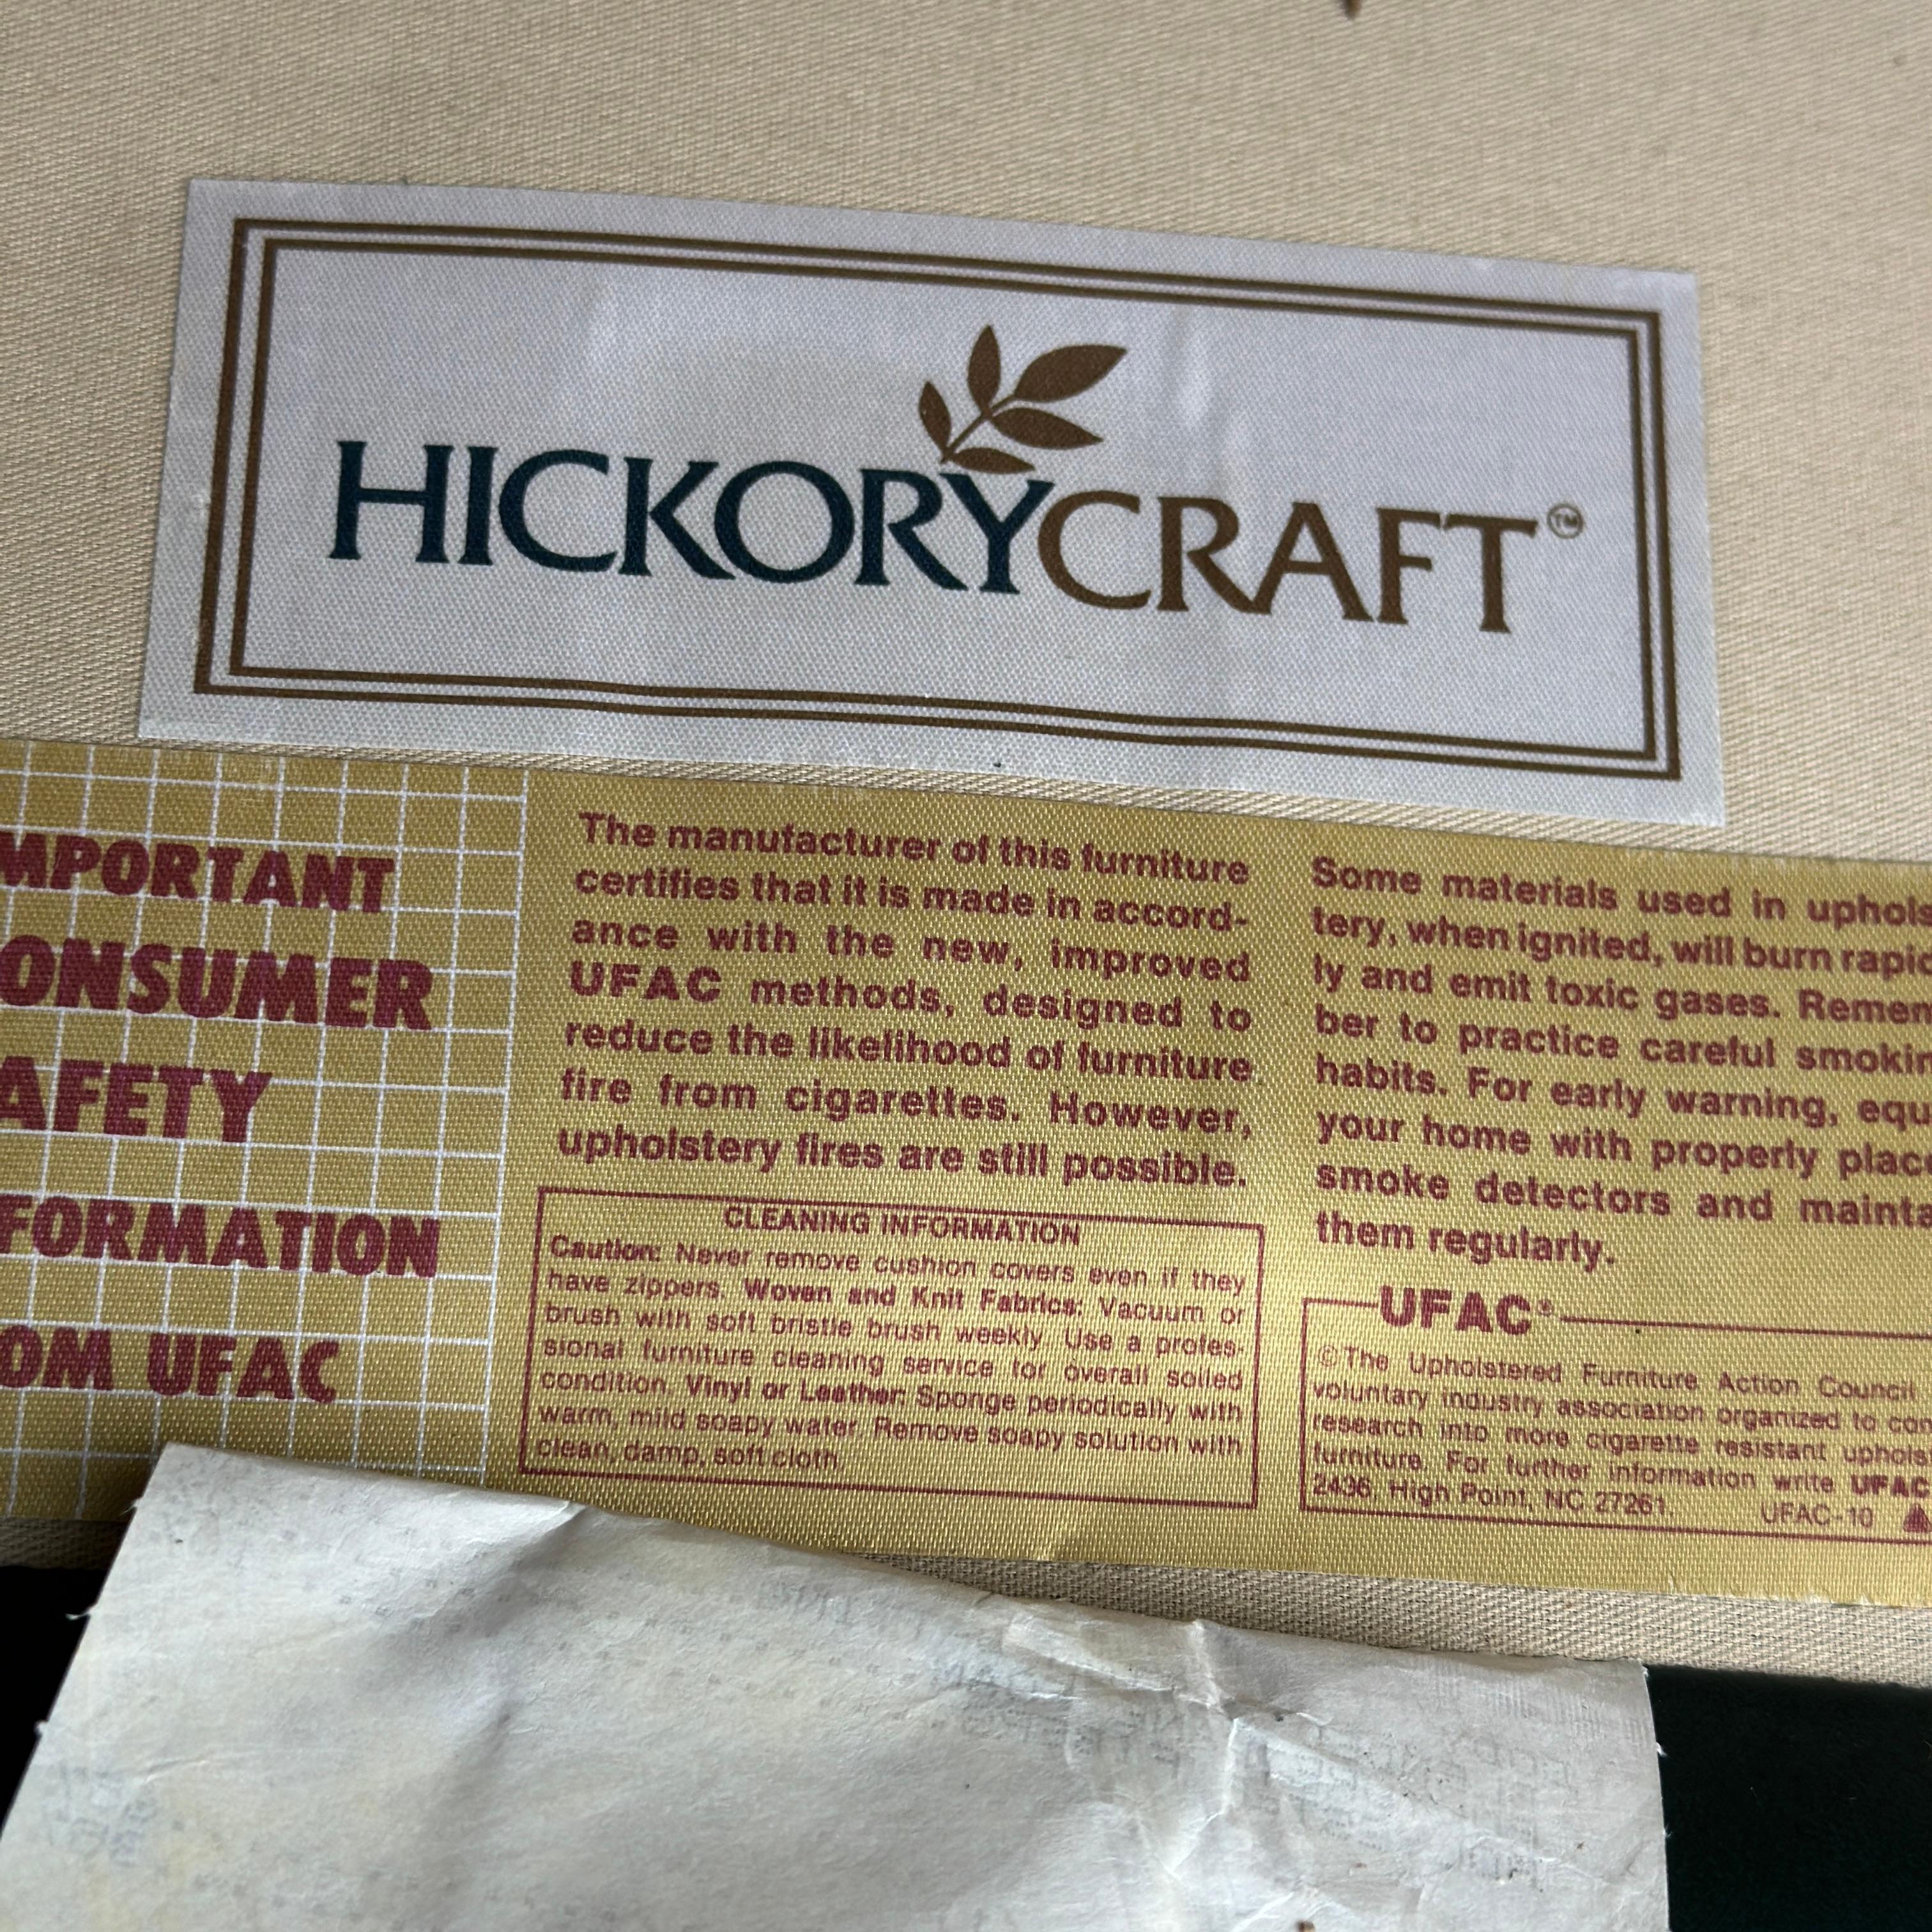 HICKORYCRAFT™
MPORTANT
ONSUMER
AFETY
FORMATION
OM UFAC
The manufacturer of this furniture
certifies that it is made in accord-
ance with the new, improved
UFAC methods, designed to
reduce the likelihood of furniture
fire from cigarettes. However,
upholstery fires are still possible.
CLEANING INFORMATION
Caution: Never remove cushion covers even if they
have zippers. Woven and Knit Fabrics: Vacuum or
brush with soft bristle brush weekly. Use a profes-
sional furniture cleaning service for overall soiled
condition. Vinyl or Leather: Sponge periodically with
warm, mild soapy water. Remove soapy solution with
clean, damp, soft cloth.
Some materials used in uphols
tery, when ignited, will burn rapid
ly and emit toxic gases. Remem
ber to practice careful smokin
habits. For early warning, equ
your home with properly place
smoke detectors and mainta
them regularly.
UFAC®
© The Upholstered Furniture Action Council
voluntary industry association organized to con
research into more cigarette resistant uphols
furniture. For further information write UFAC
2436, High Point, NC 27261.
UFAC-10